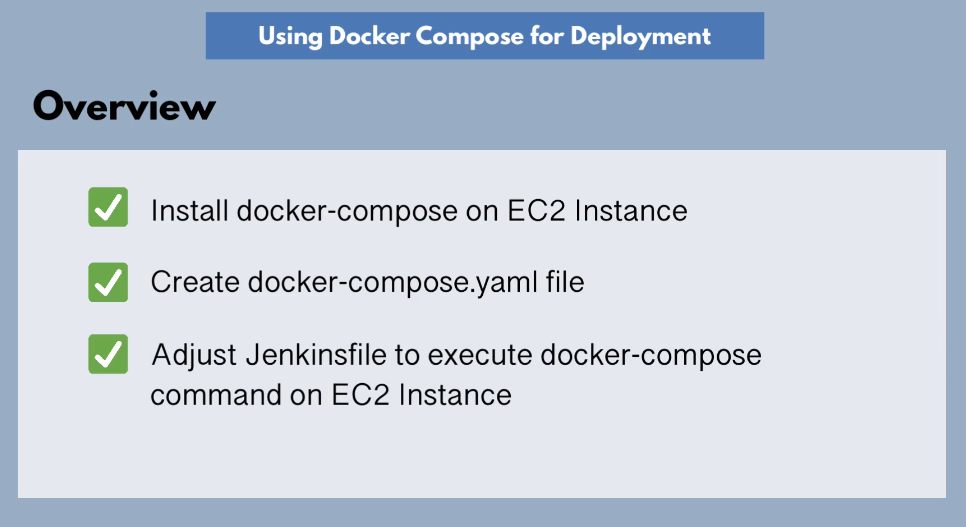 Using Docker Compose for Deployment
Overview
Install docker-compose on EC2 Instance
Create docker-compose.yaml file
Adjust Jenkinsfile to execute docker-compose
command on EC2 Instance